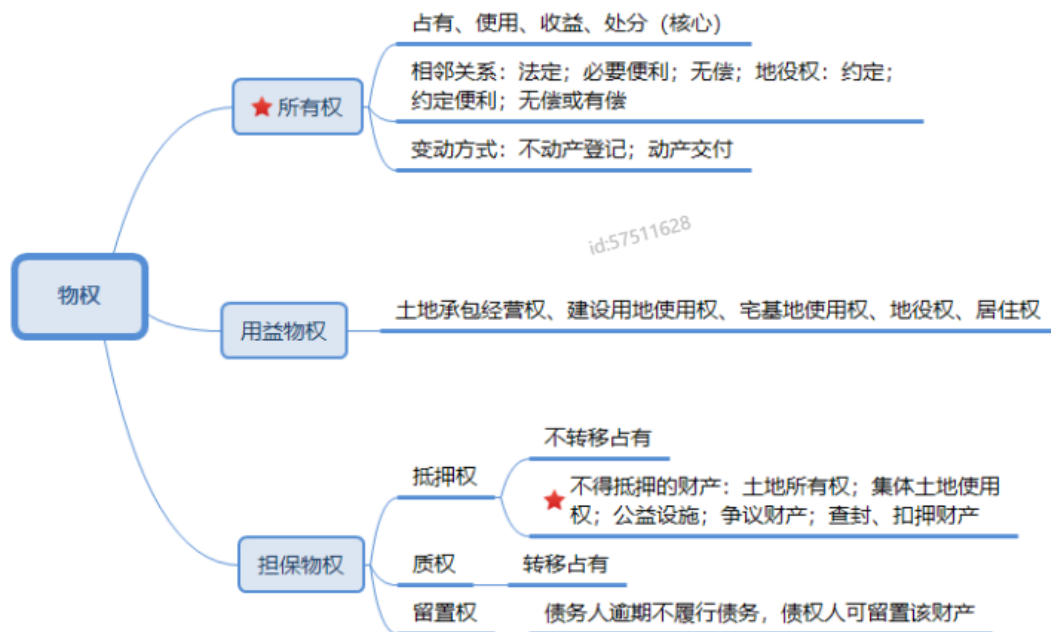 占有、使用、收益、处分（核心）
相邻关系：法定；必要便利；无偿；地役权：约定；
约定便利；无偿或有偿
所有权
变动方式：不动产登记；动产交付
id:57511628
物权
土地承包经营权、建设用地使用权、宅基地使用权、地役权、居住权
用益物权
不转移占有
抵押权
不得抵押的财产：土地所有权；集体土地使用
权；公益设施；争议财产；查封、扣押财产
担保物权
质权
转移占有
留置权
债务人逾期不履行债务，债权人可留置该财产